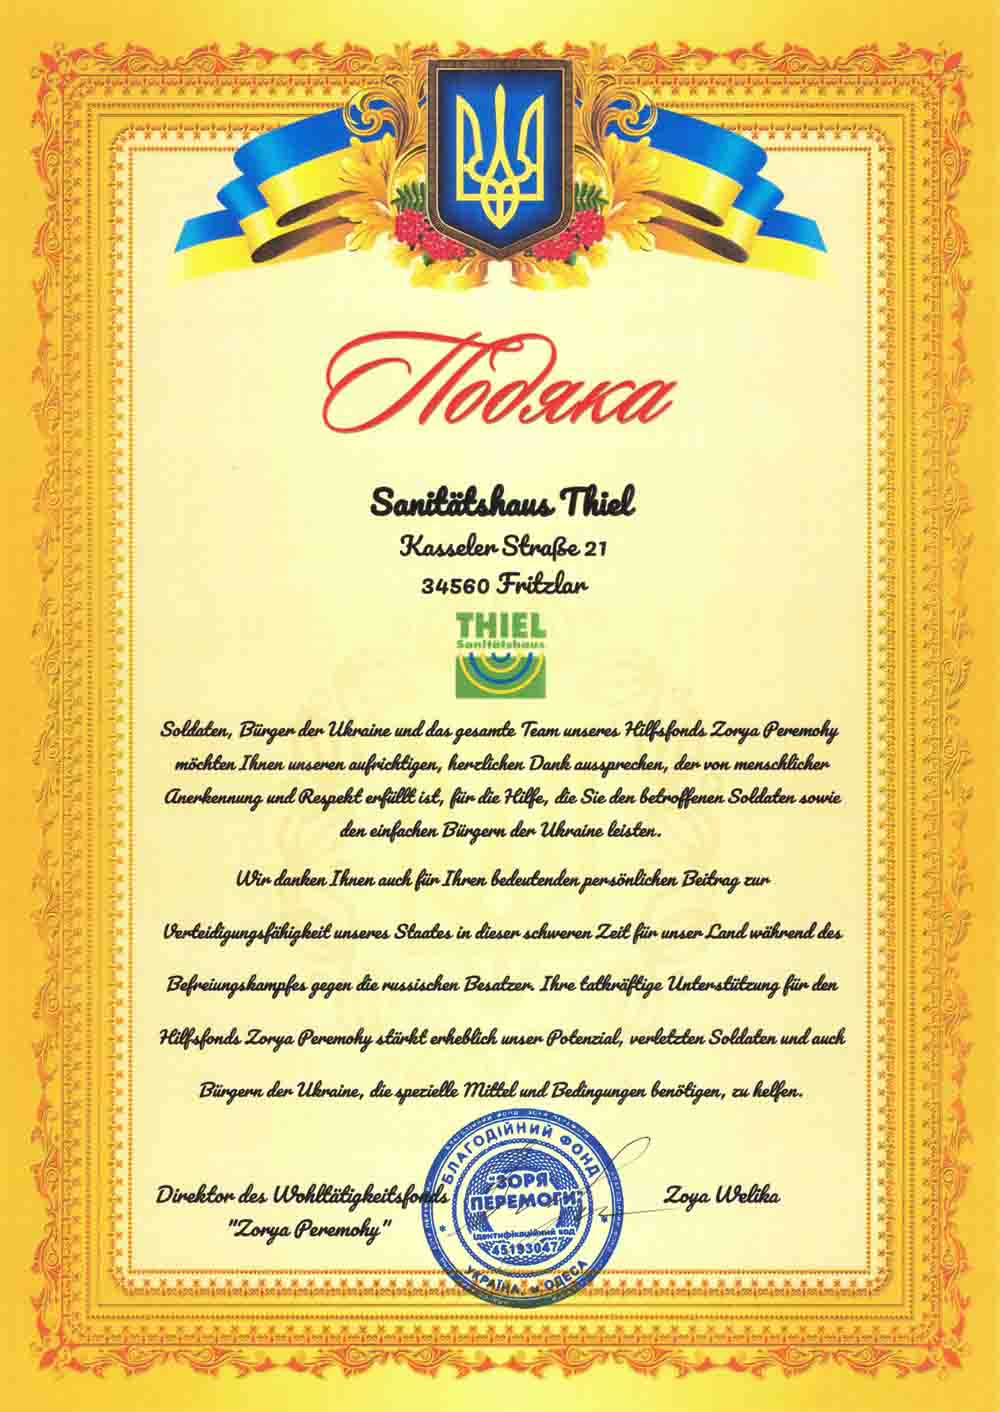 Подяка
Sanitätshaus Thiel
Kasseler Straße 21
34560 Fritzlar
THIEL
Sanitätshaus
Soldaten, Bürger der Ukraine und das gesamte Team unseres Hilfsfonds Zorya Peremohy
möchten Ihnen unseren aufrichtigen, herzlichen Dank aussprechen, der von menschlicher
Anerkennung und Respekt erfüllt ist, für die Hilfe, die Sie den betroffenen Soldaten sowie
den einfachen Bürgern der Ukraine leisten.
Wir danken Ihnen auch für Ihren bedeutenden persönlichen Beitrag zur
Verteidigungsfähigkeit unseres Staates in dieser schweren Zeit für unser Land während des
Befreiungskampfes gegen die russischen Besatzer. Ihre tatkräftige Unterstützung für den
Hilfsfonds Zorya Peremohy stärkt erheblich unser Potenzial, verletzten Soldaten und auch
Bürgern der Ukraine, die spezielle Mittel und Bedingungen benötigen, zu helfen.
Direktor des Wohltätigkeitsfonds
"Zorya Peremohy"
БЛАГОДІЙНИЙ ФОНД
"ЗОРЯ
ПЕРЕМОГИ"
ідентифікаційний код
45193047
УКРАЇНА, м ОДЕСА
Zoya Welika